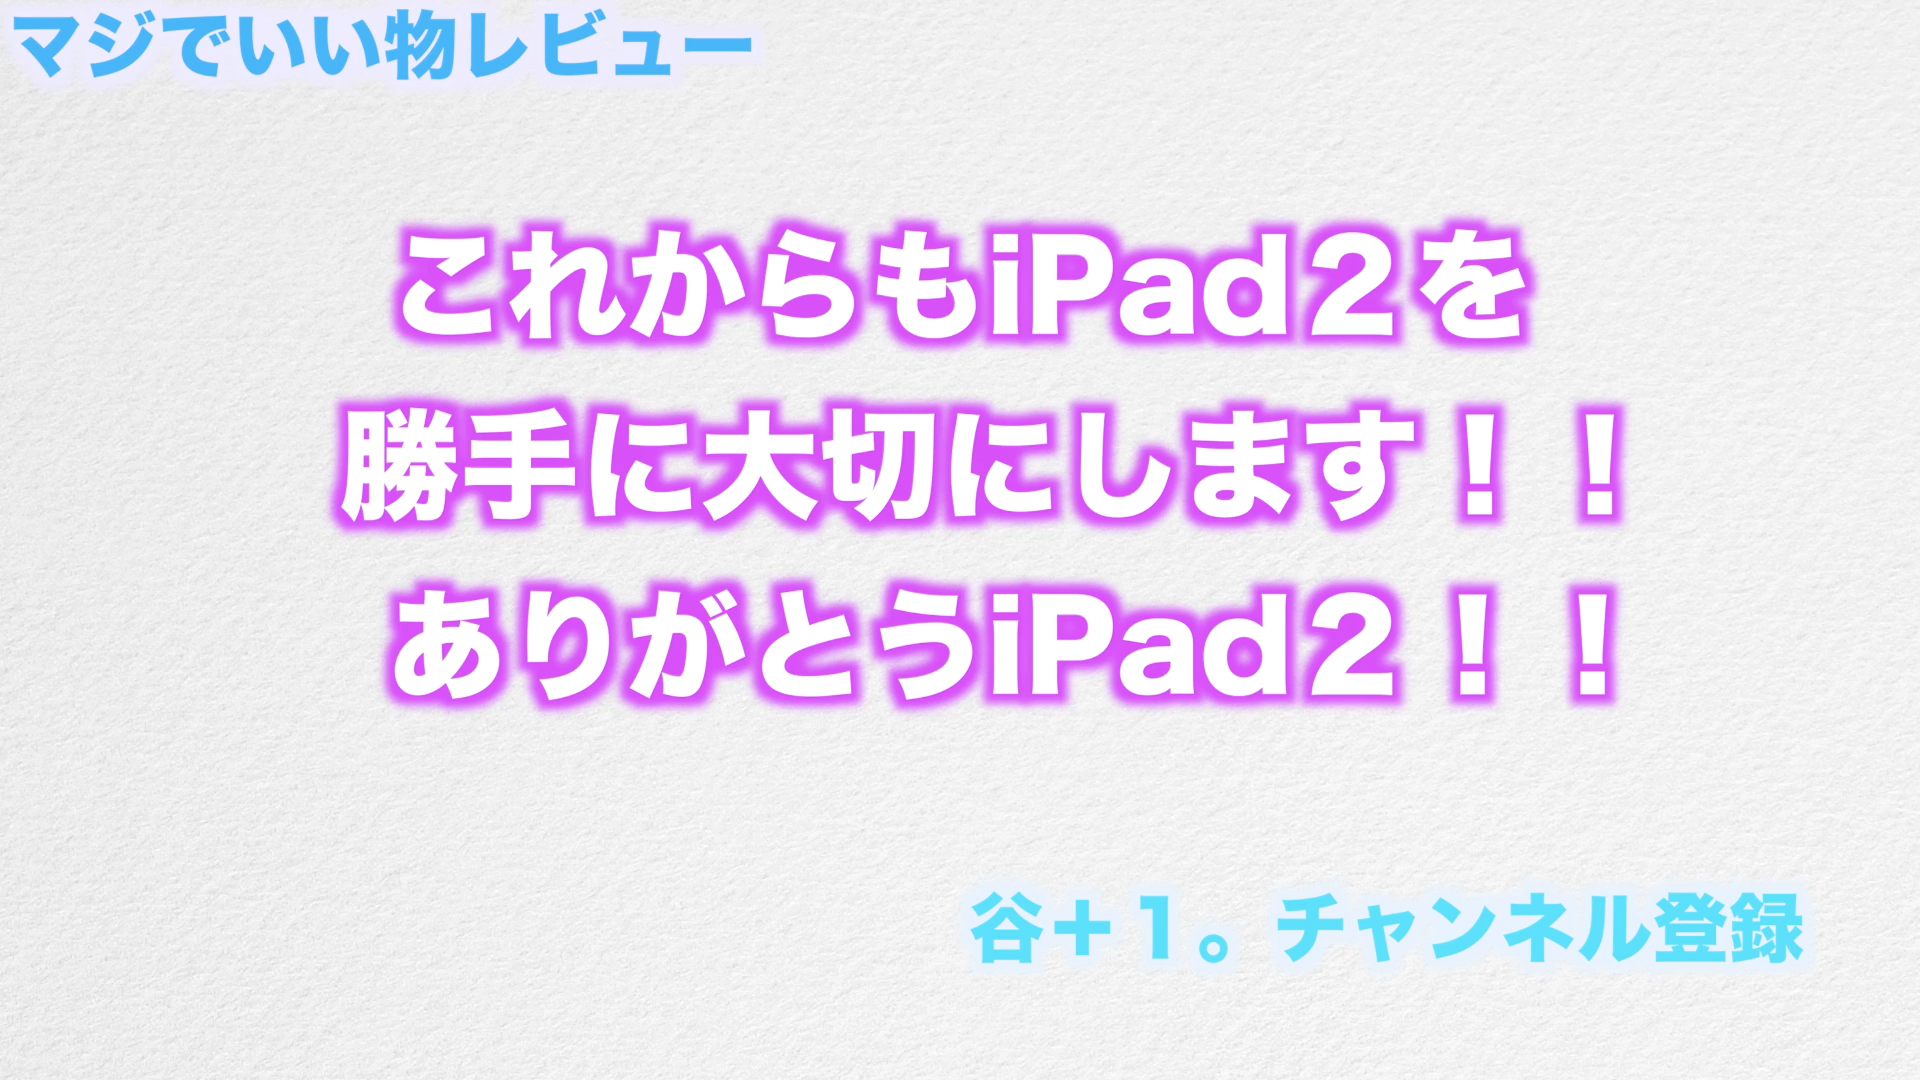 マジでいい物レビュー
これからもiPad２を
勝手に大切にします！！
ありがとうiPad２！！
谷＋１。チャンネル登録